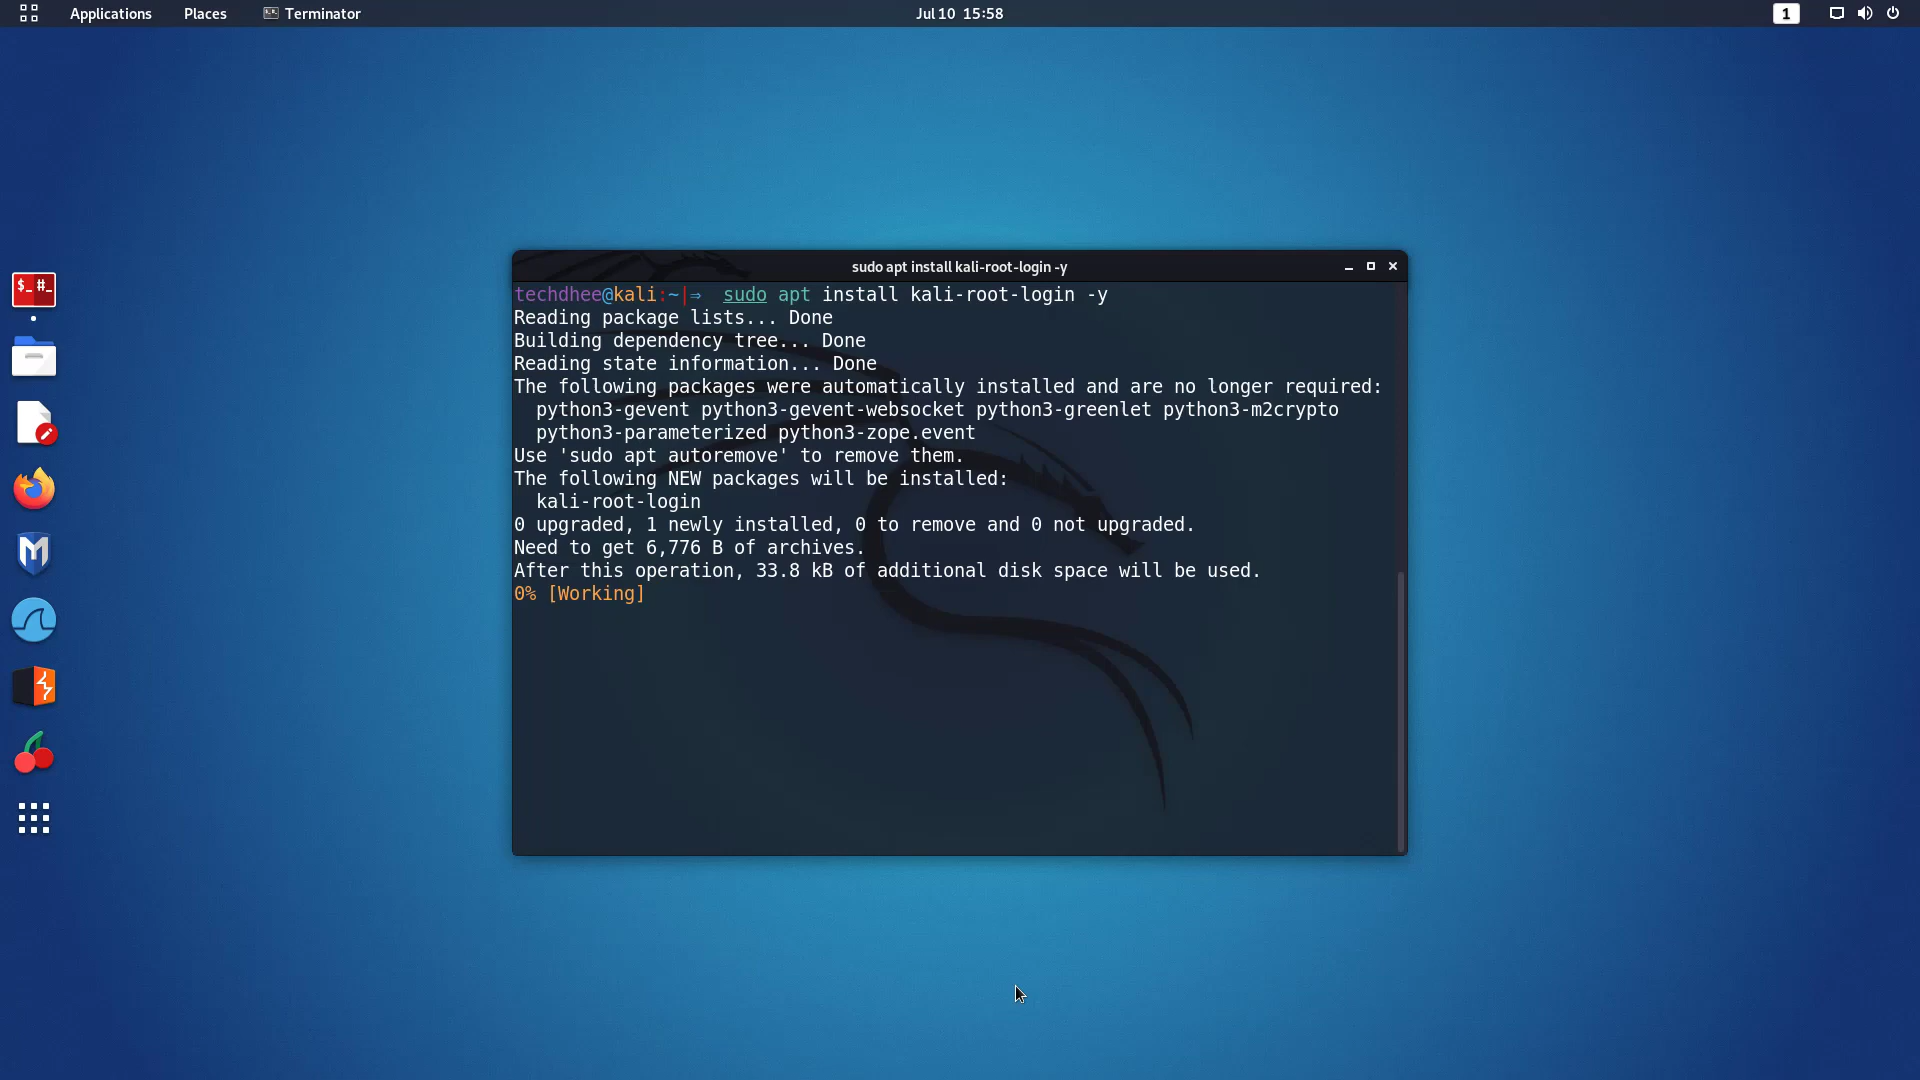 Applications Places Terminator Jul 10 15:58 1
sudo apt install kali-root-login -y
$_ #_
techdhee@kali:~|⇒  sudo apt install kali-root-login -y
Reading package lists... Done
Building dependency tree... Done
Reading state information... Done
The following packages were automatically installed and are no longer required:
  python3-gevent python3-gevent-websocket python3-greenlet python3-m2crypto
  python3-parameterized python3-zope.event
Use 'sudo apt autoremove' to remove them.
The following NEW packages will be installed:
  kali-root-login
0 upgraded, 1 newly installed, 0 to remove and 0 not upgraded.
Need to get 6,776 B of archives.
After this operation, 33.8 kB of additional disk space will be used.
0% [Working]